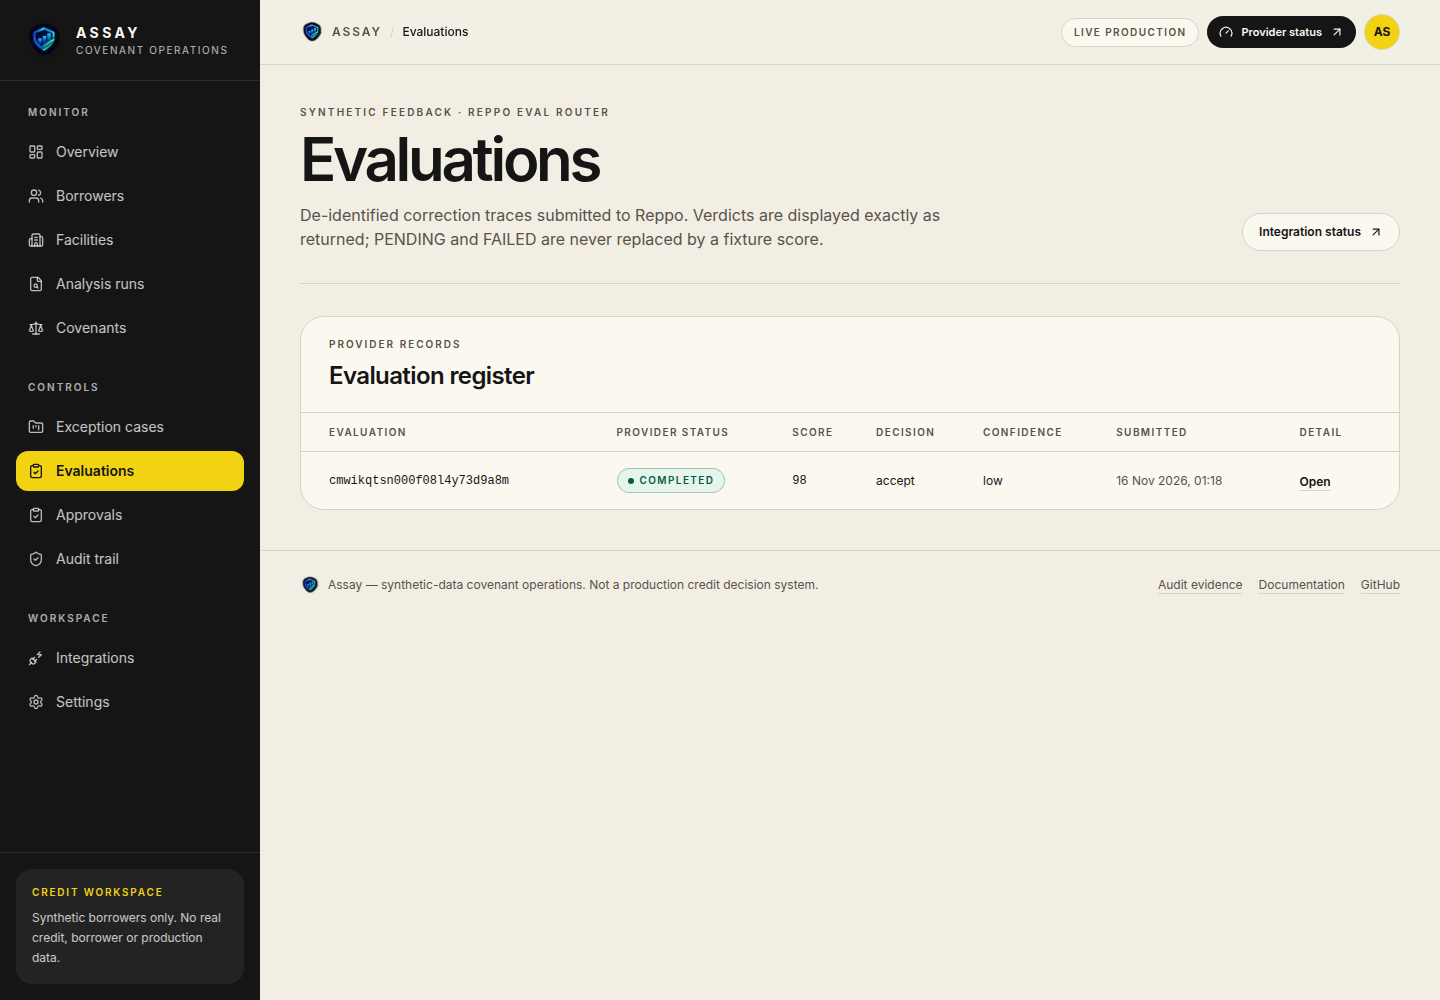 ASSAY
COVENANT OPERATIONS
MONITOR
Overview
Borrowers
Facilities
Analysis runs
Covenants
CONTROLS
Exception cases
Evaluations
Approvals
Audit trail
WORKSPACE
Integrations
Settings
CREDIT WORKSPACE
Synthetic borrowers only. No real
credit, borrower or production
data.
ASSAY / Evaluations
LIVE PRODUCTION
Provider status
AS
SYNTHETIC FEEDBACK · REPPO EVAL ROUTER
Evaluations
De-identified correction traces submitted to Reppo. Verdicts are displayed exactly as
returned; PENDING and FAILED are never replaced by a fixture score.
Integration status
PROVIDER RECORDS
Evaluation register
EVALUATION PROVIDER STATUS SCORE DECISION CONFIDENCE SUBMITTED DETAIL
cmwikqtsn000f08l4y73d9a8m COMPLETED 98 accept low 16 Nov 2026, 01:18 Open
Assay — synthetic-data covenant operations. Not a production credit decision system.
Audit evidence Documentation GitHub